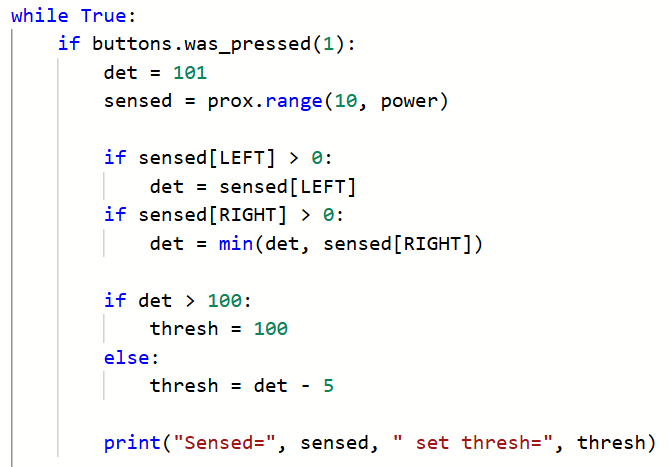 while True:
    if buttons.was_pressed(1):
        det = 101
        sensed = prox.range(10, power)

        if sensed[LEFT] > 0:
            det = sensed[LEFT]
        if sensed[RIGHT] > 0:
            det = min(det, sensed[RIGHT])

        if det > 100:
            thresh = 100
        else:
            thresh = det - 5

        print("Sensed=", sensed, " set thresh=", thresh)